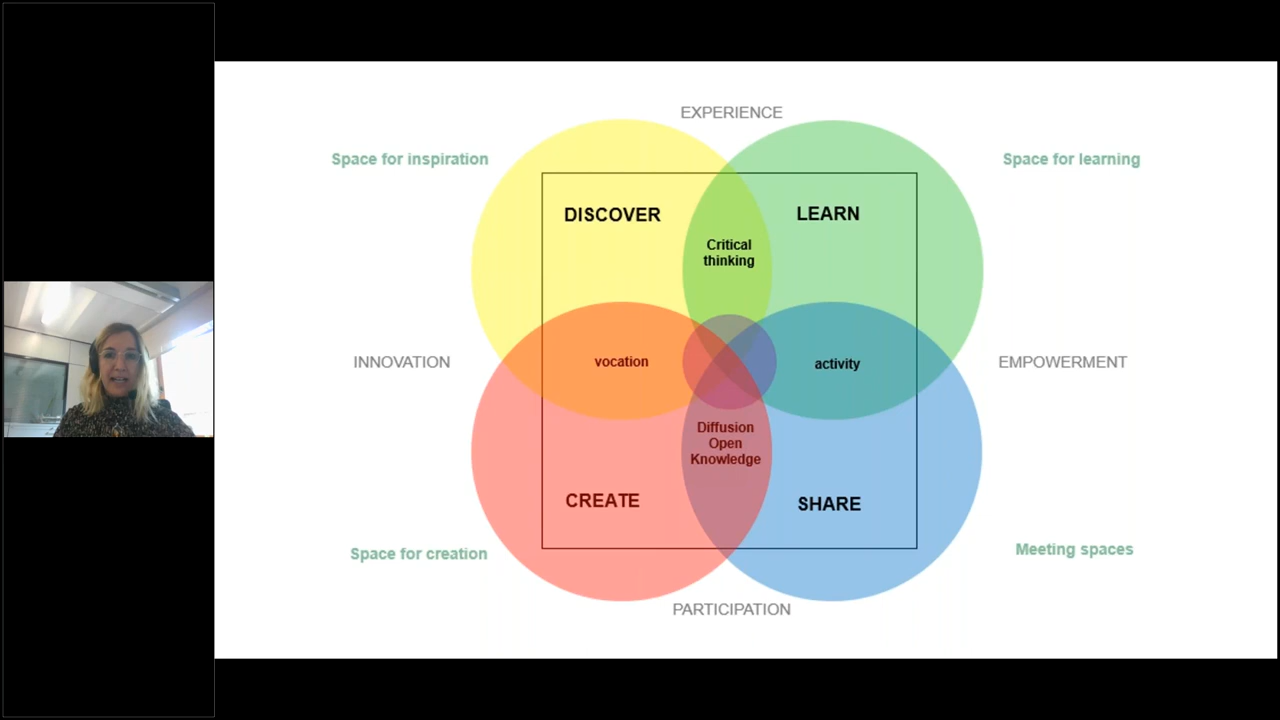 EXPERIENCE
Space for inspiration
Space for learning
DISCOVER
LEARN
Critical
thinking
INNOVATION
vocation
activity
EMPOWERMENT
Diffusion
Open
Knowledge
CREATE
SHARE
Space for creation
Meeting spaces
PARTICIPATION